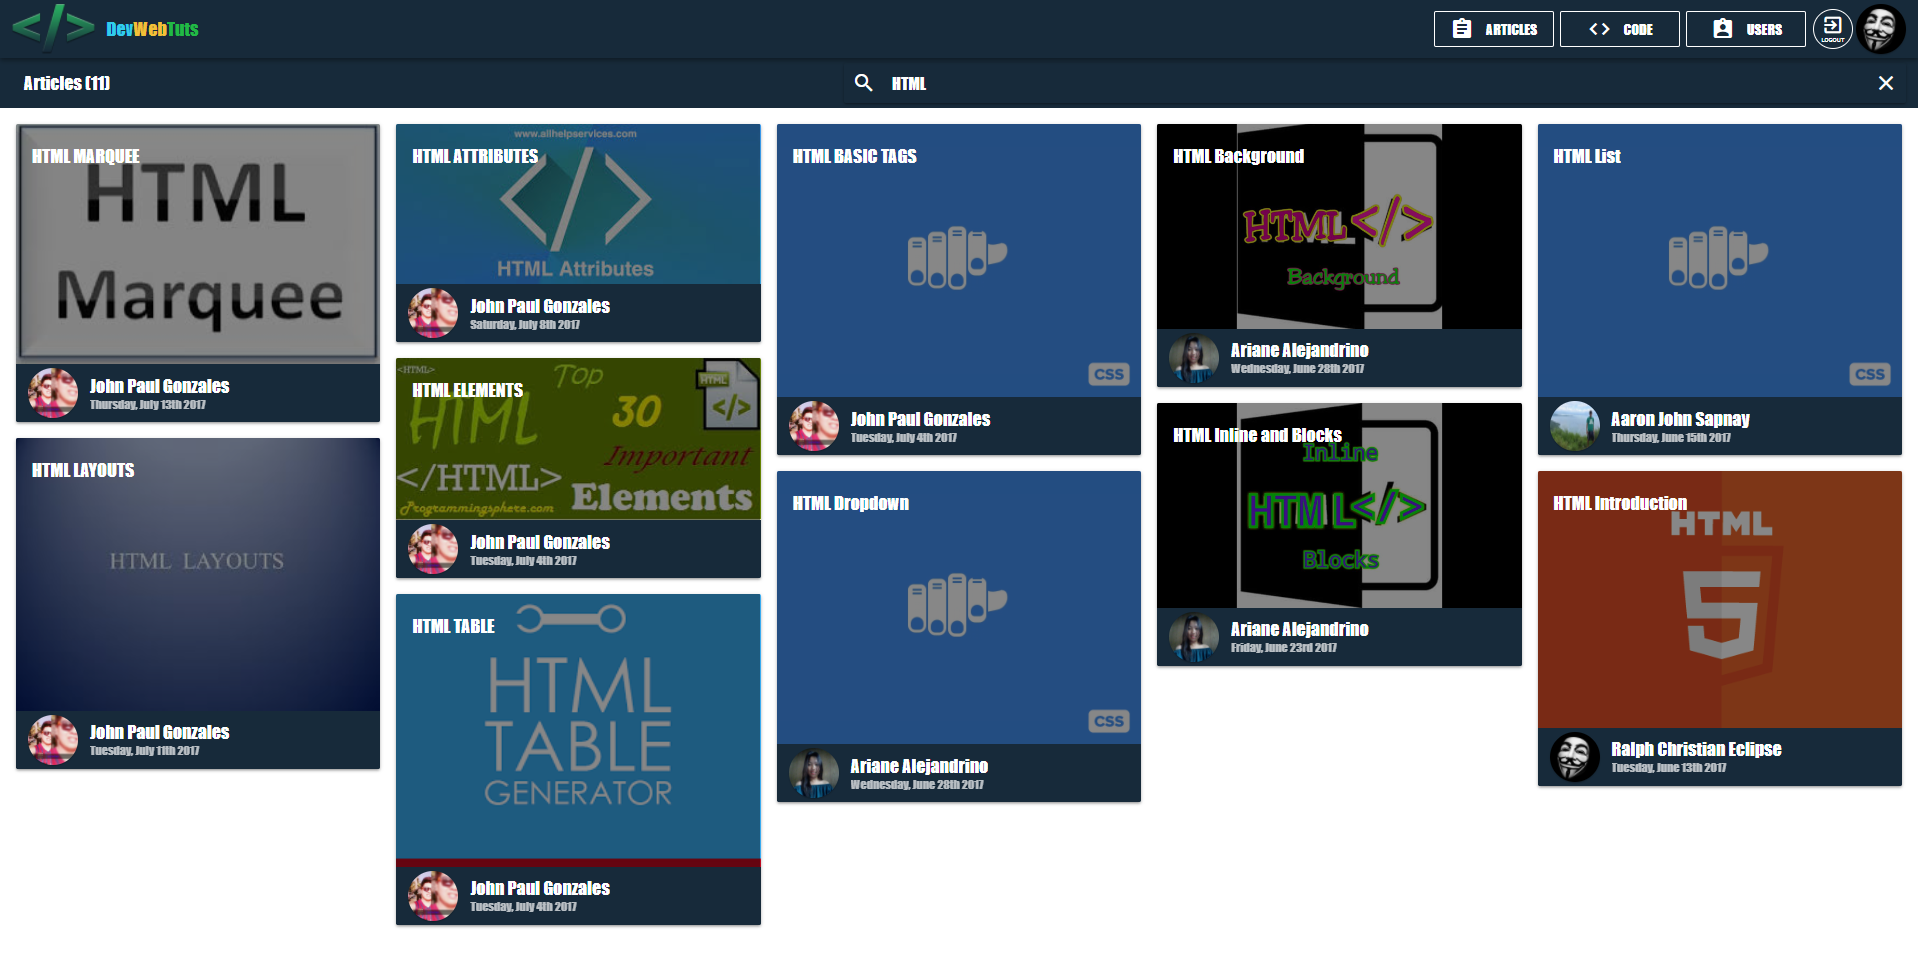 </>
DevWebTuts
ARTICLES
<> CODE
USERS
LOGOUT
Articles (11)
HTML
HTML MARQUEE
HTML
Marquee
John Paul Gonzales
Thursday, July 13th 2017
HTML LAYOUTS
HTML LAYOUTS
John Paul Gonzales
Tuesday, July 11th 2017
www.allhelpservices.com
HTML ATTRIBUTES
</>
HTML Attributes
John Paul Gonzales
Saturday, July 8th 2017
<HTML>
Top
HTML
HTML ELEMENTS
HTML
30
</>
Important
</HTML>
Elements
Programmingsphere.com
John Paul Gonzales
Tuesday, July 4th 2017
HTML TABLE
HTML
TABLE
GENERATOR
John Paul Gonzales
Tuesday, July 4th 2017
HTML BASIC TAGS
CSS
John Paul Gonzales
Tuesday, July 4th 2017
HTML Dropdown
CSS
Ariane Alejandrino
Wednesday, June 28th 2017
HTML Background
HTML</>
Background
Ariane Alejandrino
Wednesday, June 28th 2017
HTML Inline and Blocks
Inline
HTML</>
Blocks
Ariane Alejandrino
Friday, June 23rd 2017
HTML List
CSS
Aaron John Sapnay
Thursday, June 15th 2017
HTML Introduction
HTML
5
Ralph Christian Eclipse
Tuesday, June 13th 2017